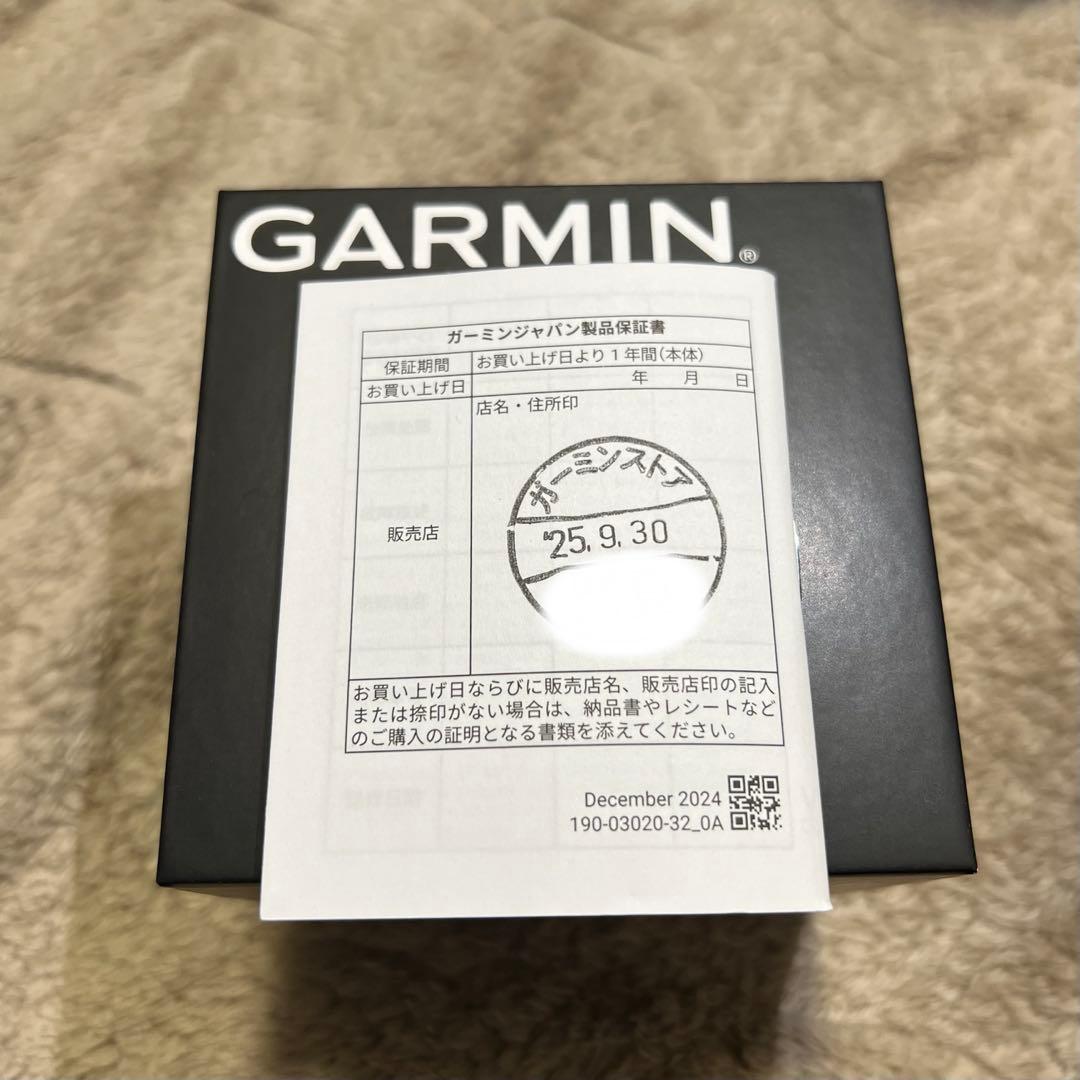 GARMIN®
ガーミンジャパン製品保証書
保証期間 お買い上げ日より1年間(本体)
お買い上げ日 年 月 日
店名・住所印
ガーミンストア
販売店
'25.9.30
お買い上げ日ならびに販売店名、販売店印の記入
または捺印がない場合は、納品書やレシートなど
のご購入の証明となる書類を添えてください。
December 2024
190-03020-32_0A